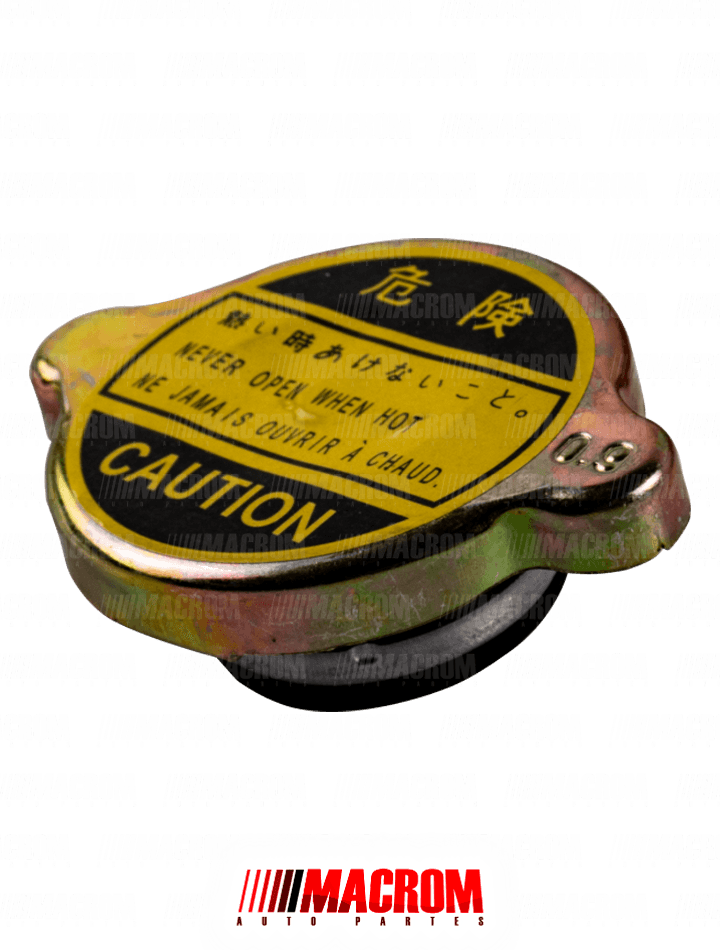 危険
熱い時あけないこと。
NEVER OPEN WHEN HOT
NE JAMAIS OUVRIR À CHAUD.
CAUTION
0.9
MACROM
AUTO PARTES